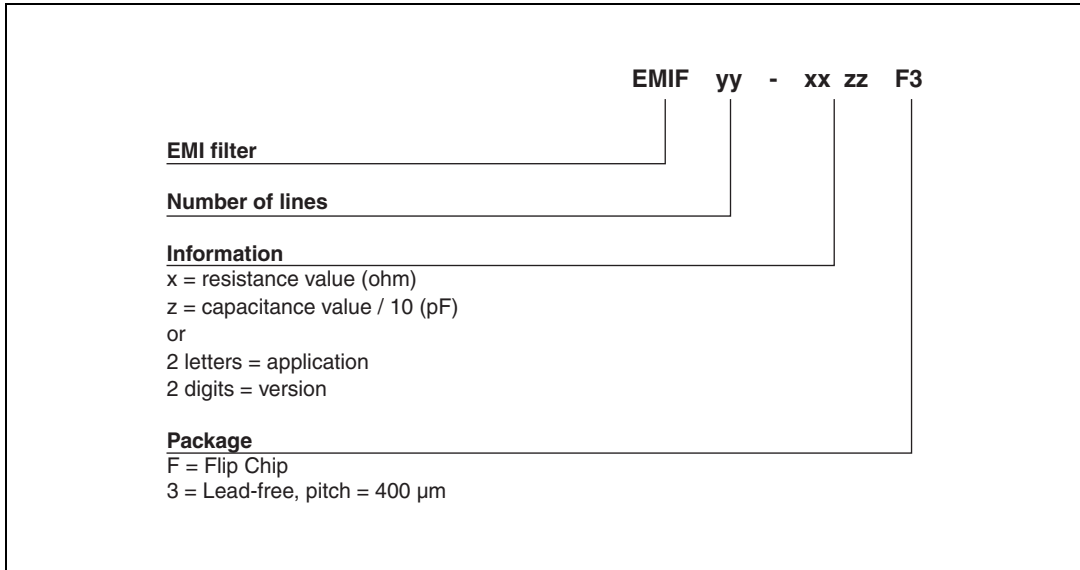 EMIF yy - xx zz F3
EMI filter
Number of lines
Information
x = resistance value (ohm)
z = capacitance value / 10 (pF)
or
2 letters = application
2 digits = version
Package
F = Flip Chip
3 = Lead-free, pitch = 400 µm